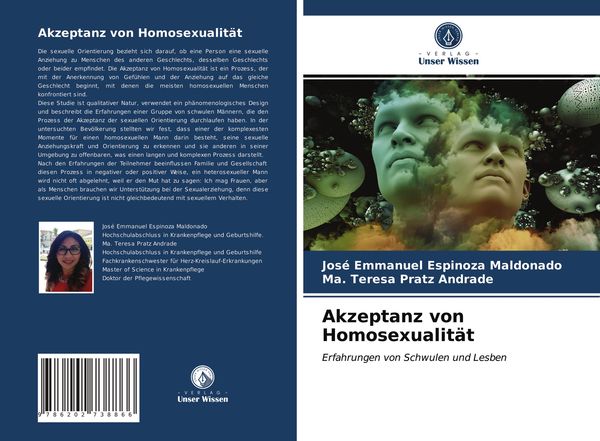 Akzeptanz von Homosexualität
Die sexuelle Orientierung bezieht sich darauf, ob eine Person eine sexuelle
Anziehung zu Menschen des anderen Geschlechts, desselben Geschlechts
oder beider empfindet. Die Akzeptanz von Homosexualität ist ein Prozess, der
mit der Anerkennung von Gefühlen und der Anziehung auf das gleiche
Geschlecht beginnt, mit denen die meisten homosexuellen Menschen
konfrontiert sind.
Diese Studie ist qualitativer Natur, verwendet ein phänomenologisches Design
und beschreibt die Erfahrungen einer Gruppe von schwulen Männern, die den
Prozess der Akzeptanz der sexuellen Orientierung durchlaufen haben. In der
untersuchten Bevölkerung stellten wir fest, dass einer der komplexesten
Momente für einen homosexuellen Mann darin besteht, seine sexuelle
Anziehungskraft und Orientierung zu erkennen und sie anderen in seiner
Umgebung zu offenbaren, was einen langen und komplexen Prozess darstellt.
Nach den Erfahrungen der Teilnehmer beeinflussen Familie und Gesellschaft
diesen Prozess in negativer oder positiver Weise, ein heterosexueller Mann
wird nicht oft abgelehnt, weil er den Mut hat zu sagen: Ich mag Frauen, aber
als Menschen brauchen wir Unterstützung bei der Sexualerziehung, denn diese
sexuelle Orientierung ist nicht gleichbedeutend mit sexuellem Verhalten.
José Emmanuel Espinoza Maldonado
Hochschulabschluss in Krankenpflege und Geburtshilfe.
Ma. Teresa Pratz Andrade
Hochschulabschluss in Krankenpflege und Geburtshilfe
Fachkrankenschwester für Herz-Kreislauf-Erkrankungen
Master of Science in Krankenpflege
Doktor der Pflegewissenschaft
9 786202 738866
VERLAG
Unser Wissen
VERLAG
Unser Wissen
José Emmanuel Espinoza Maldonado
Ma. Teresa Pratz Andrade
Akzeptanz von
Homosexualität
Erfahrungen von Schwulen und Lesben